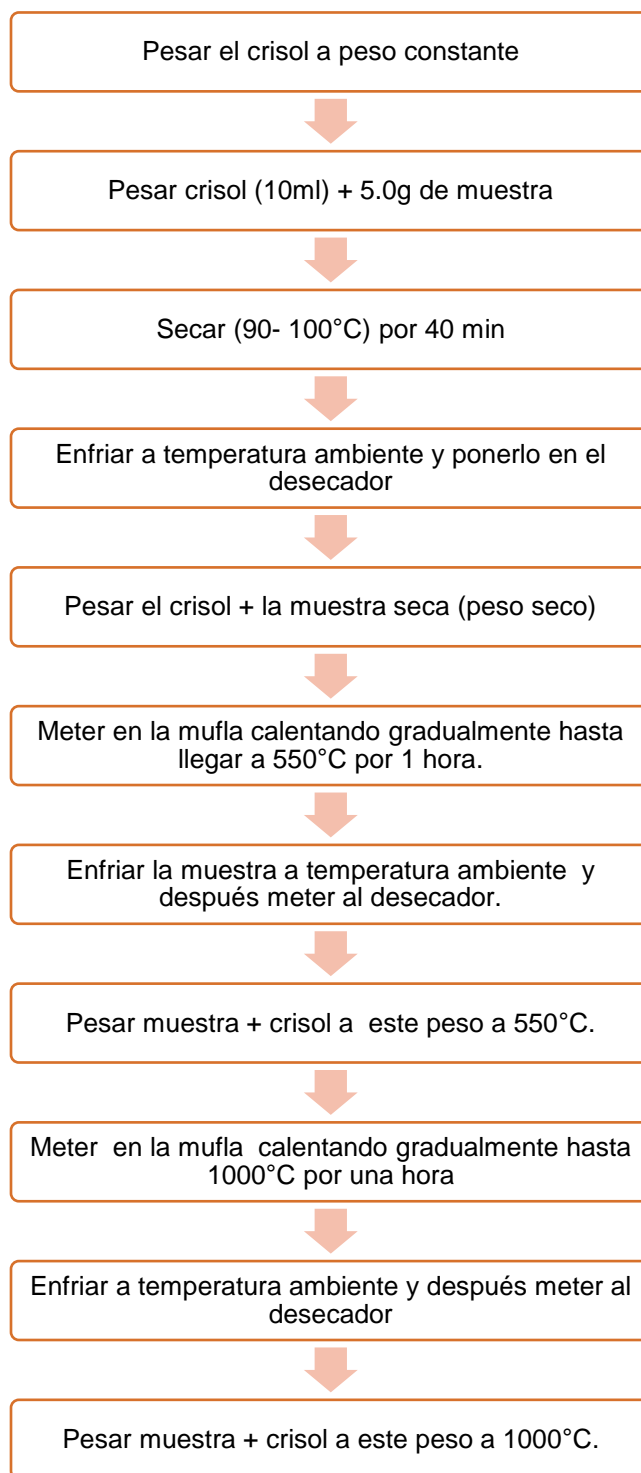 Pesar el crisol a peso constante
Pesar crisol (10ml) + 5.0g de muestra
Secar (90- 100°C) por 40 min
Enfriar a temperatura ambiente y ponerlo en el
desecador
Pesar el crisol + la muestra seca (peso seco)
Meter en la mufla calentando gradualmente hasta
llegar a 550°C por 1 hora.
Enfriar la muestra a temperatura ambiente y
después meter al desecador.
Pesar muestra + crisol a este peso a 550°C.
Meter en la mufla calentando gradualmente hasta
1000°C por una hora
Enfriar a temperatura ambiente y después meter al
desecador
Pesar muestra + crisol a este peso a 1000°C.